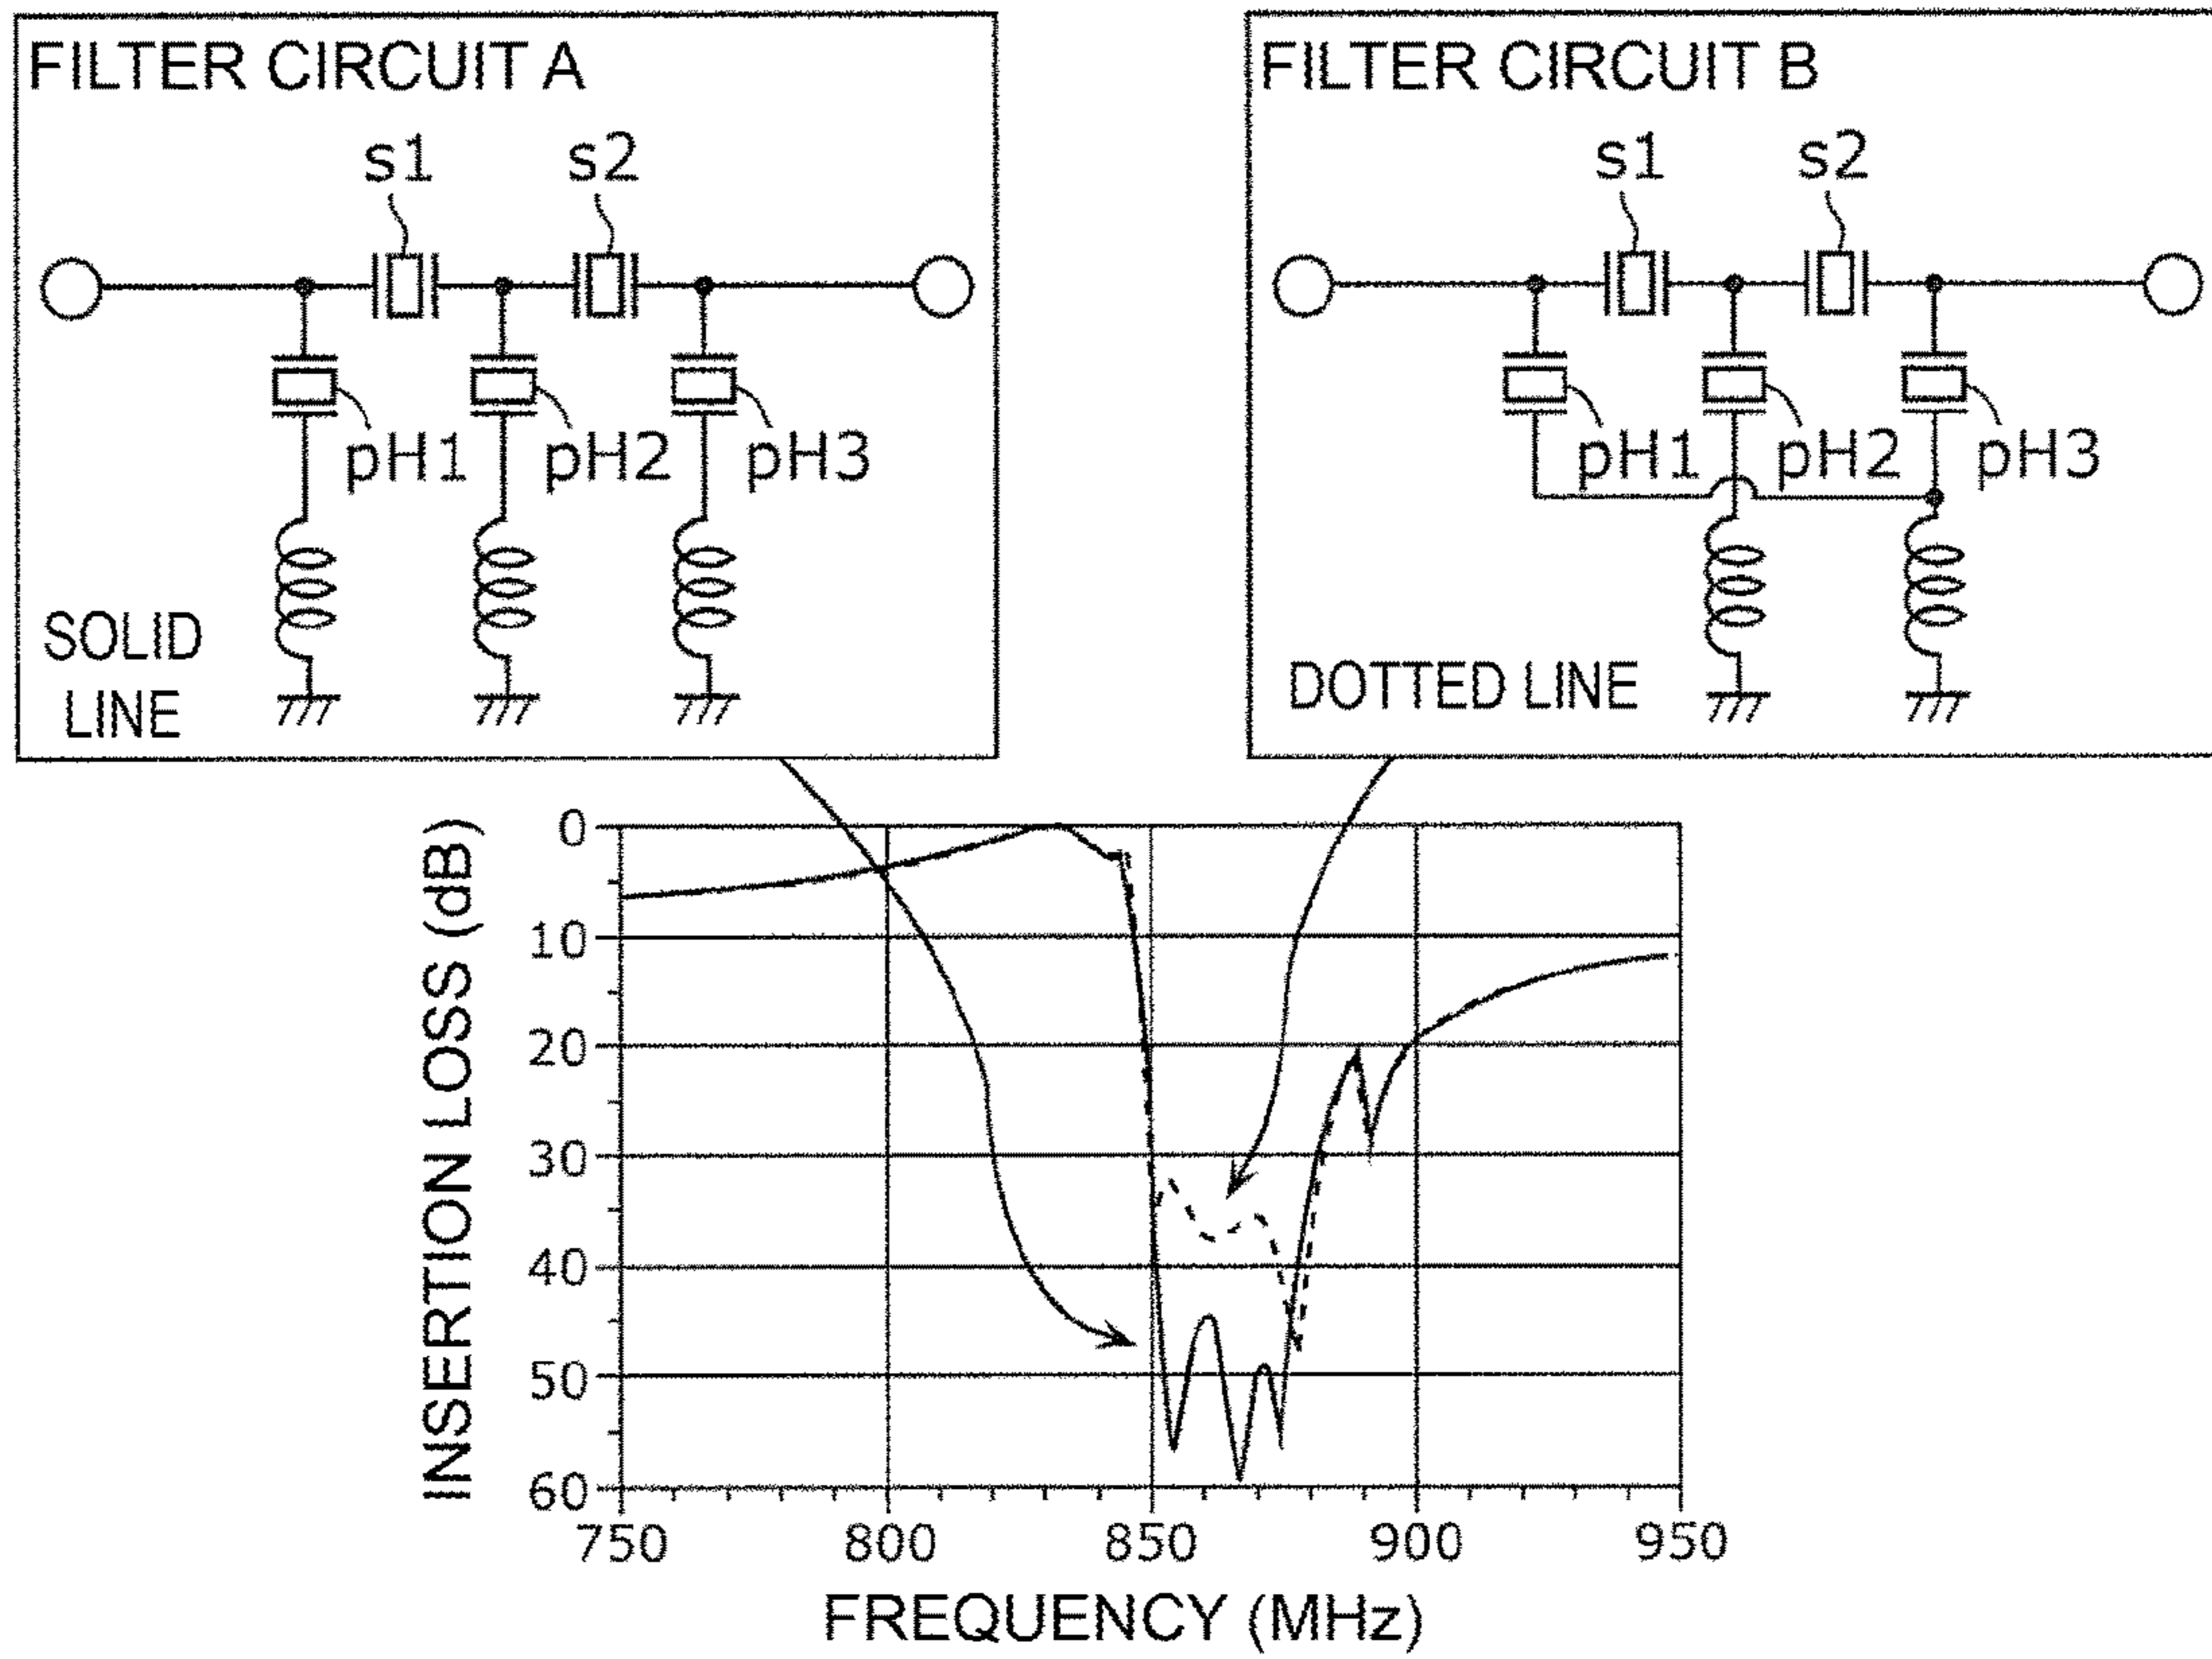 FILTER CIRCUIT A
s1 s2
pH1 pH2 pH3
SOLID
LINE
FILTER CIRCUIT B
s1 s2
pH1 pH2 pH3
DOTTED LINE
INSERTION LOSS (dB)
0
10
20
30
40
50
60
750 800 850 900 950
FREQUENCY (MHz)